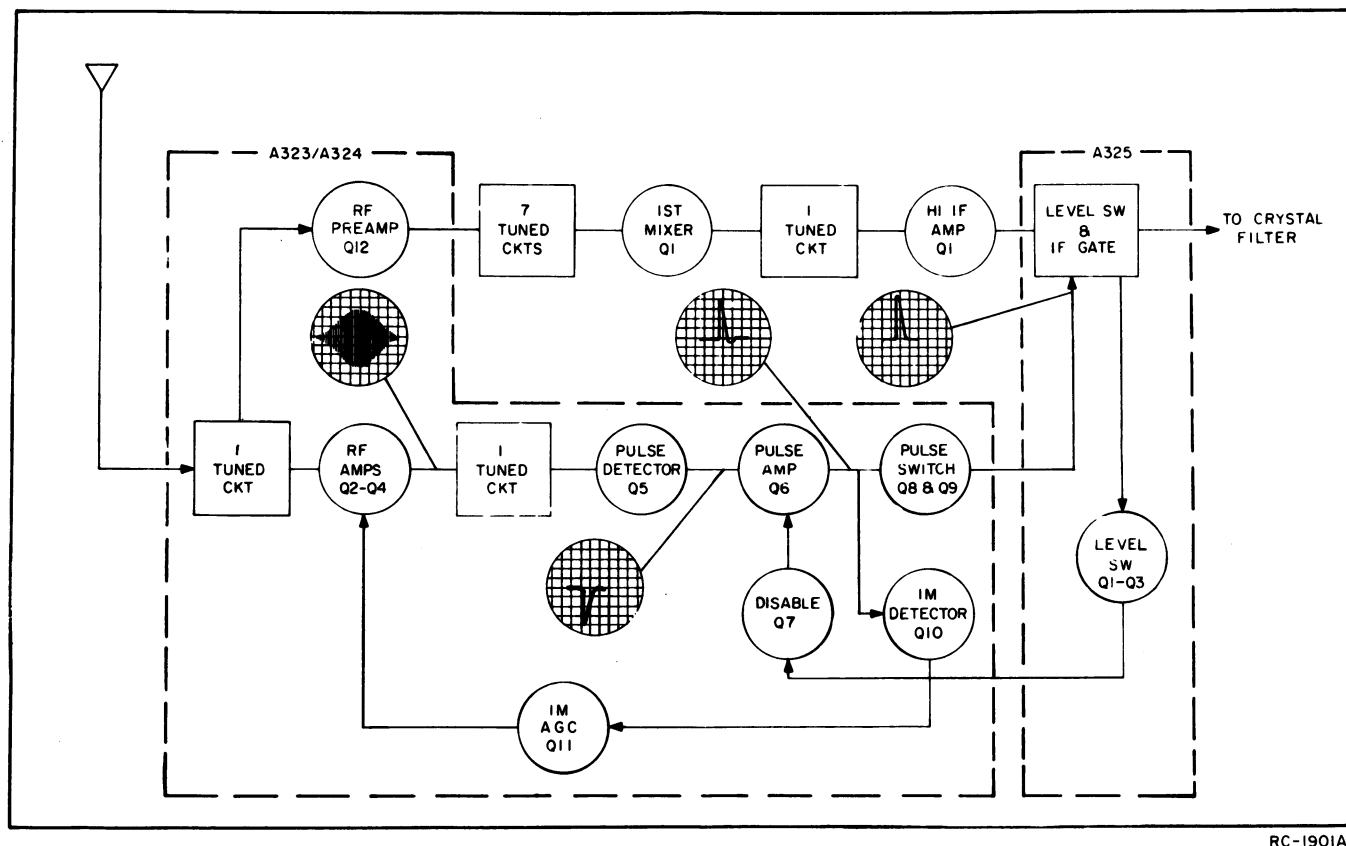 A323/A324
A325
RF
PREAMP
Q12
7
TUNED
CKTS
1ST
MIXER
Q1
1
TUNED
CKT
HI IF
AMP
Q1
LEVEL SW
&
IF GATE
TO CRYSTAL
FILTER
1
TUNED
CKT
RF
AMPS
Q2-Q4
1
TUNED
CKT
PULSE
DETECTOR
Q5
PULSE
AMP
Q6
PULSE
SWITCH
Q8 & Q9
LEVEL
SW
Q1-Q3
DISABLE
Q7
IM
DETECTOR
Q10
IM
AGC
Q11
RC-1901A